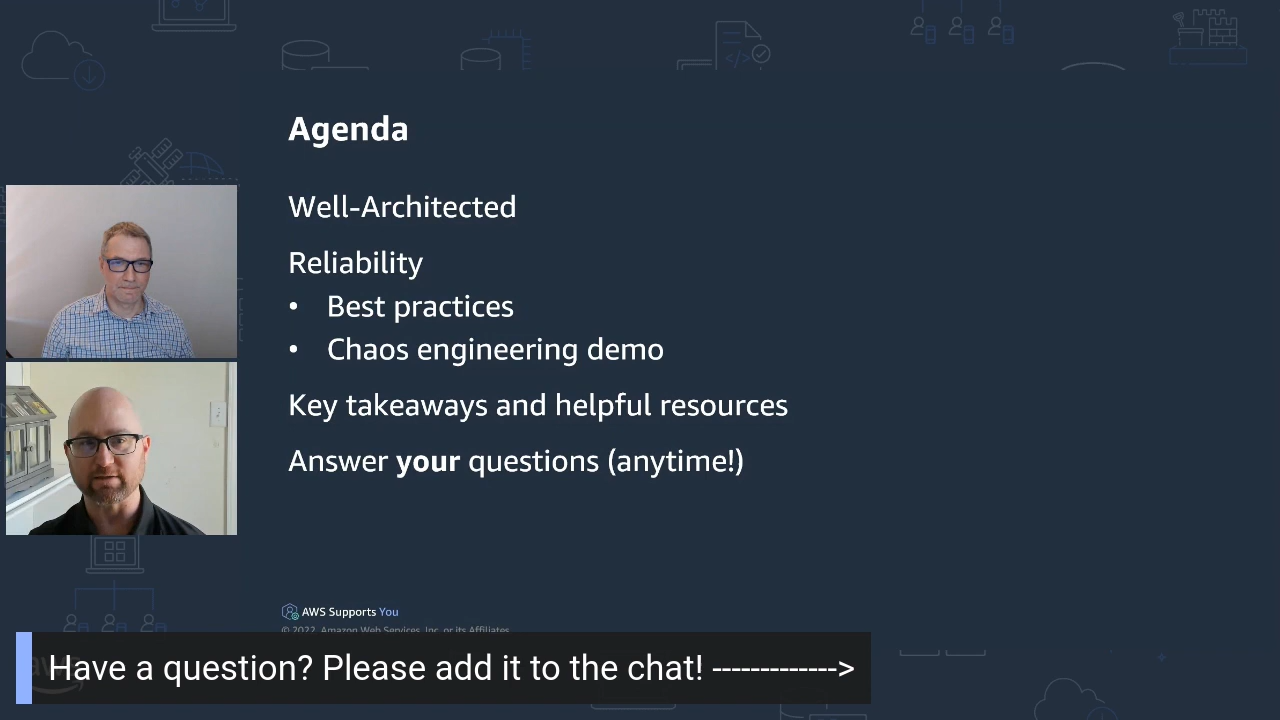 Agenda
Well-Architected
Reliability
• Best practices
• Chaos engineering demo
Key takeaways and helpful resources
Answer your questions (anytime!)
AWS Supports You
© 2022, Amazon Web Services, Inc. or its Affiliates.
Have a question? Please add it to the chat! ------------->